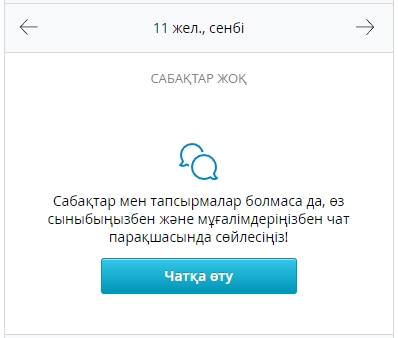 11 жел., сенбі
САБАҚТАР ЖОҚ
Сабақтар мен тапсырмалар болмаса да, өз
сыныбыңызбен және мұғалімдеріңізбен чат
парақшасында сөйлесіңіз!
Чатқа өту